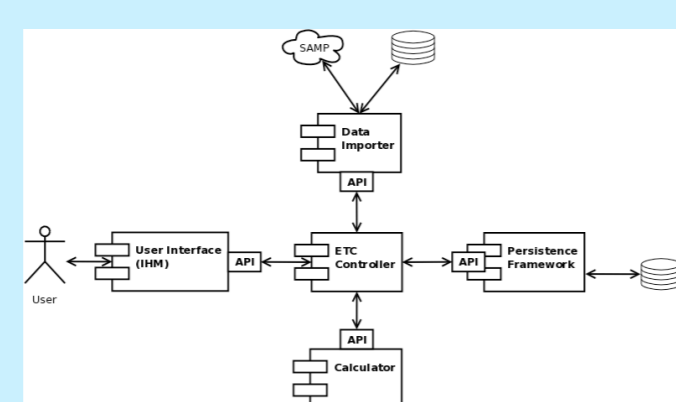 SAMP
Data
Importer
API
User Interface
(IHM)
API
ETC
Controller
API
Persistence
Framework
User
API
Calculator